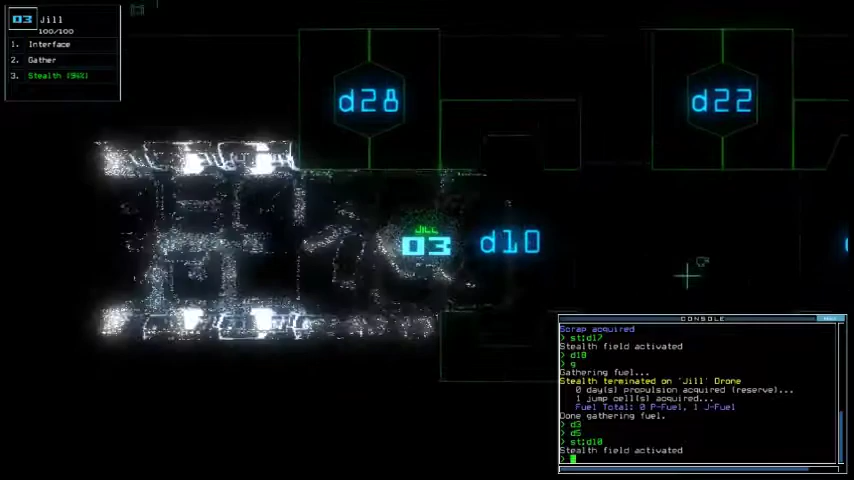 03 Jill
100/100
1. Interface
2. Gather
3. Stealth (94%)
d28
d22
JILL
03
d10
CONSOLE
Scrap acquired
> st;d17
Stealth field activated
> d18
> g
Gathering fuel...
Stealth terminated on 'Jill' Drone
0 day(s) propulsion acquired (reserve)...
1 jump cell(s) acquired...
Fuel Total: 0 P-Fuel, 1 J-Fuel
Done gathering fuel.
> d3
> d5
> st;d10
Stealth field activated
>